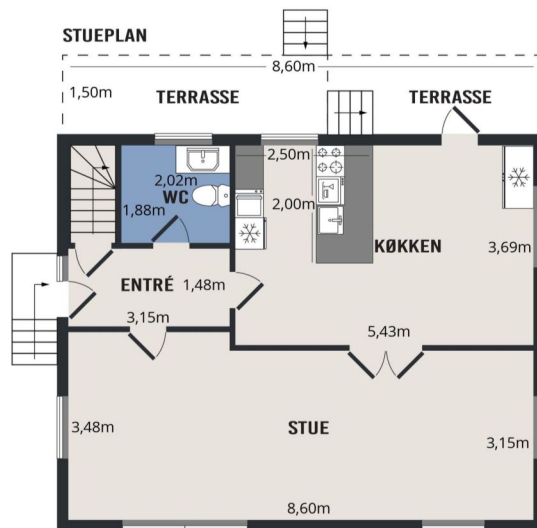 STUEPLAN
8,60m
1,50m
TERRASSE
TERRASSE
2,50m
2,02m
WC
1,88m
2,00m
KØKKEN
3,69m
ENTRÉ
1,48m
3,15m
5,43m
3,48m
STUE
3,15m
8,60m